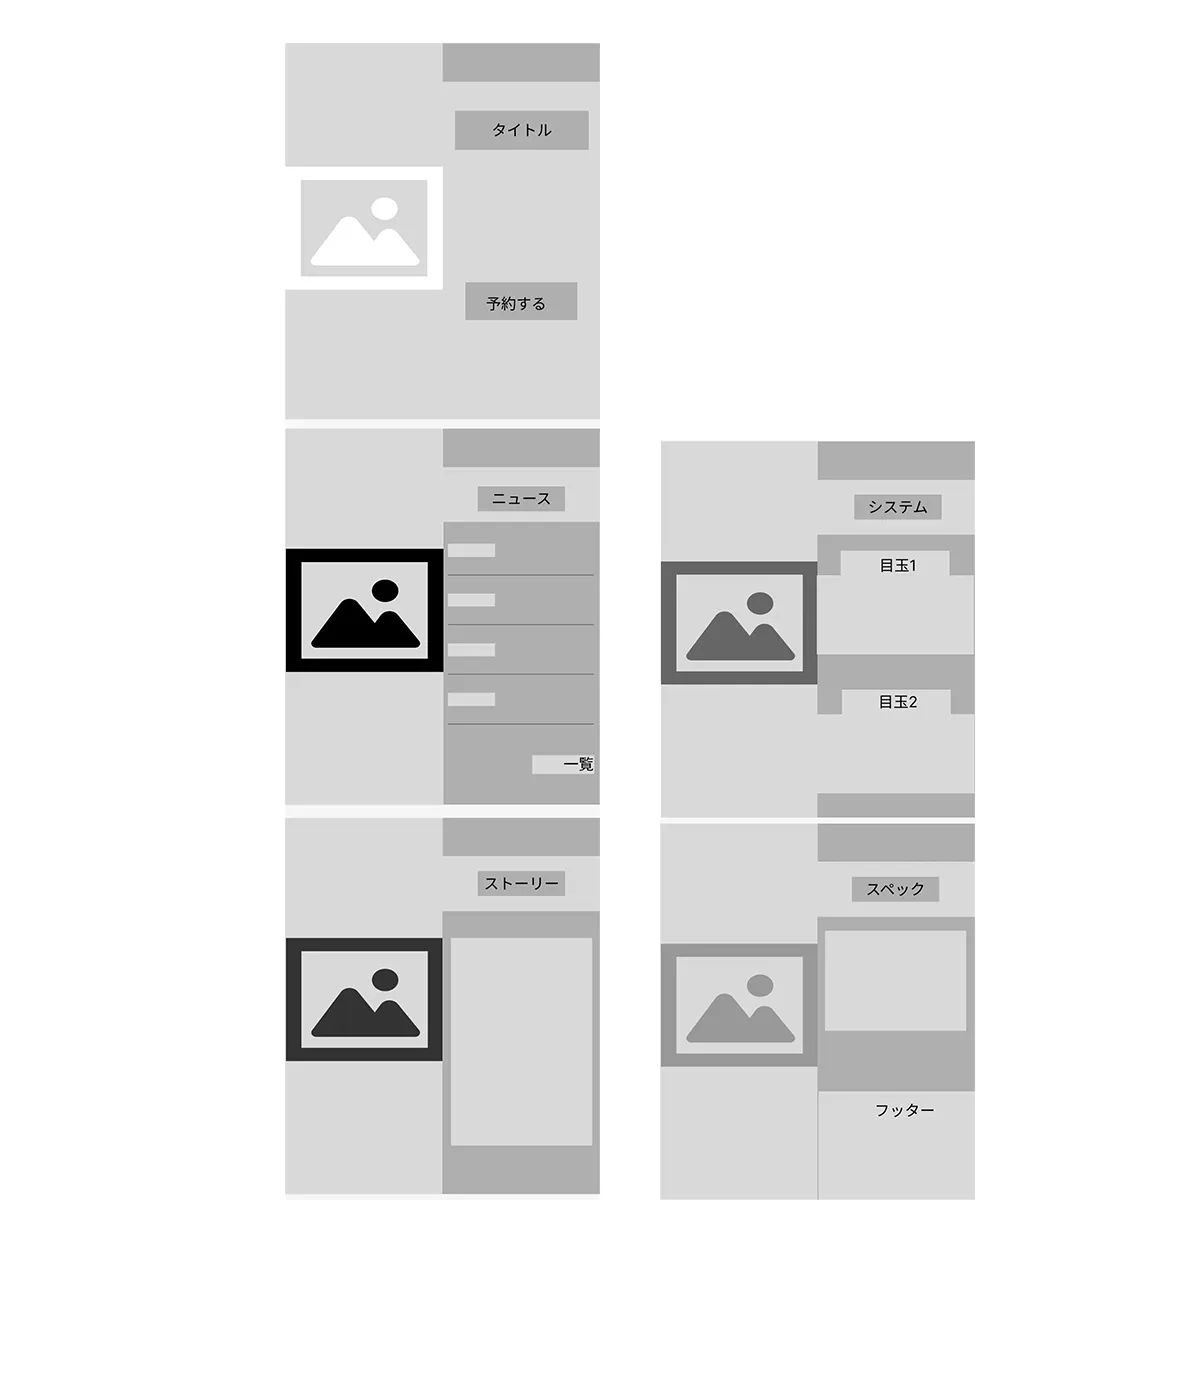 タイトル
予約する
ニュース
一覧
ストーリー
システム
目玉1
目玉2
スペック
フッター